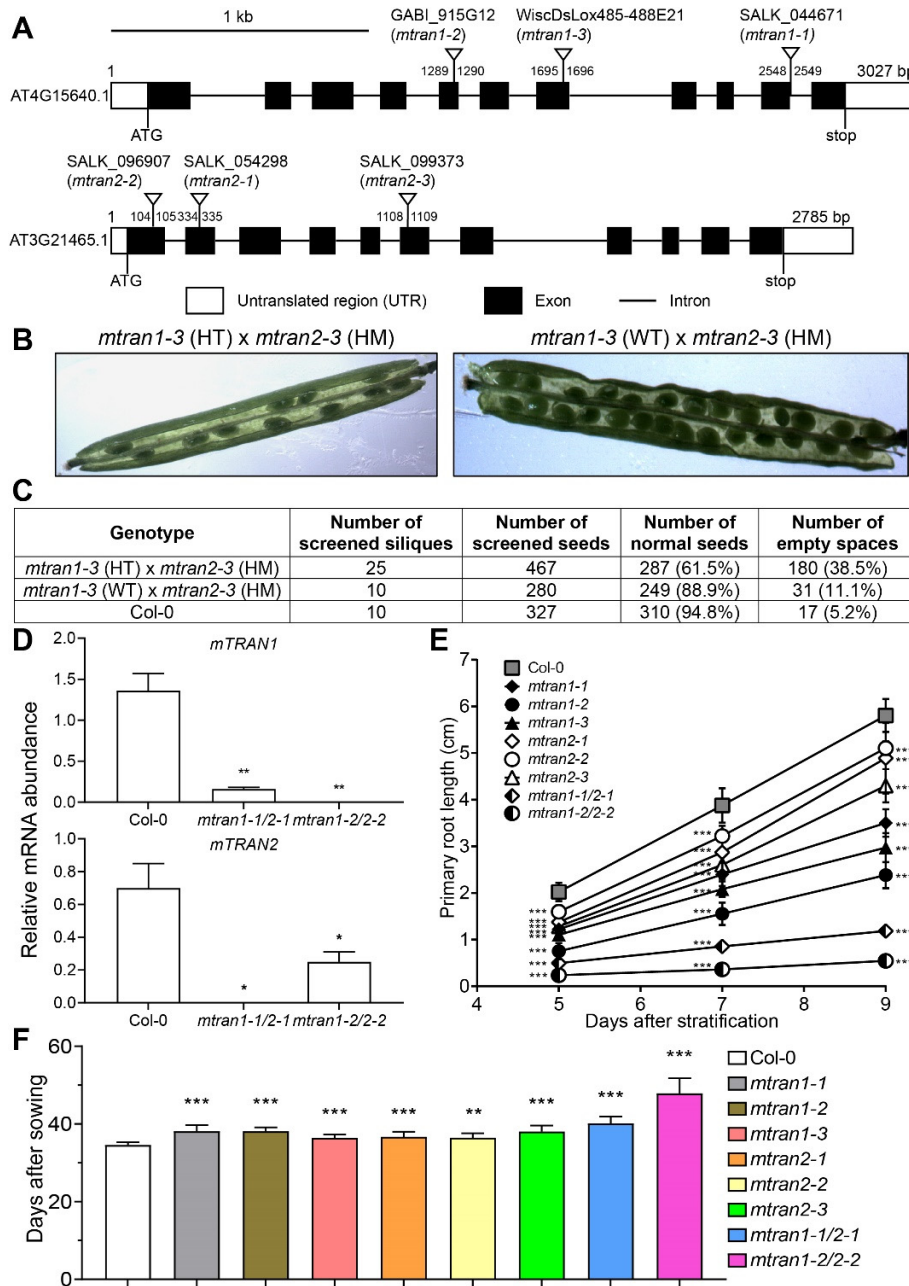 A
1 kb
GABI_915G12 WiscDsLox485-488E21 SALK_044671
(mtran1-2) (mtran1-3) (mtran1-1)
1 1289 1290 1695 1696 2548 2549 3027 bp
AT4G15640.1
ATG stop
SALK_096907 SALK_054298 SALK_099373
(mtran2-2) (mtran2-1) (mtran2-3)
1 104 105 334 335 1108 1109 2785 bp
AT3G21465.1
ATG stop
Untranslated region (UTR) Exon Intron
B
mtran1-3 (HT) x mtran2-3 (HM) mtran1-3 (WT) x mtran2-3 (HM)
C
Genotype Number of screened siliques Number of screened seeds Number of normal seeds Number of empty spaces
mtran1-3 (HT) x mtran2-3 (HM) 25 467 287 (61.5%) 180 (38.5%)
mtran1-3 (WT) x mtran2-3 (HM) 10 280 249 (88.9%) 31 (11.1%)
Col-0 10 327 310 (94.8%) 17 (5.2%)
D
Relative mRNA abundance
mTRAN1
2.0
1.5
1.0
0.5
0.0
** **
Col-0 mtran1-1/2-1 mtran1-2/2-2
mTRAN2
1.0
0.8
0.6
0.4
0.2
0.0
* *
Col-0 mtran1-1/2-1 mtran1-2/2-2
E
Primary root length (cm)
7
6
5
4
3
2
1
0
Col-0
mtran1-1
mtran1-2
mtran1-3
mtran2-1
mtran2-2
mtran2-3
mtran1-1/2-1
mtran1-2/2-2
*** *** *** *** *** *** *** ***
*** *** *** *** *** *** *** ***
*** *** *** *** *** *** *** ***
4 5 6 7 8 9
Days after stratification
F
Days after sowing
60
40
20
0
*** *** *** *** ** *** *** ***
Col-0
mtran1-1
mtran1-2
mtran1-3
mtran2-1
mtran2-2
mtran2-3
mtran1-1/2-1
mtran1-2/2-2